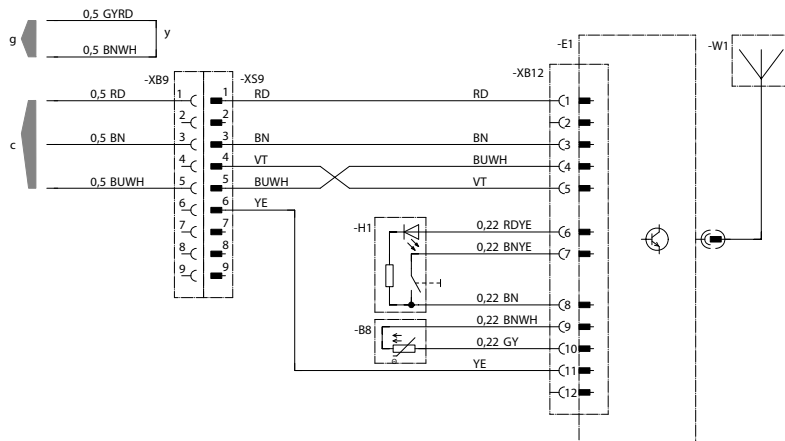 0,5 GYRD
g
y
0,5 BNWH
-E1
-W1
-XB9
-XS9
-XB12
0,5 RD
1
1
RD
RD
1
2
2
2
c
0,5 BN
3
3
BN
BN
3
4
4
VT
BUWH
4
0,5 BUWH
5
5
BUWH
VT
5
6
6
YE
7
7
-H1
0,22 RDYE
6
8
8
0,22 BNYE
7
9
9
0,22 BN
8
-B8
0,22 BNWH
9
0,22 GY
10
YE
11
12